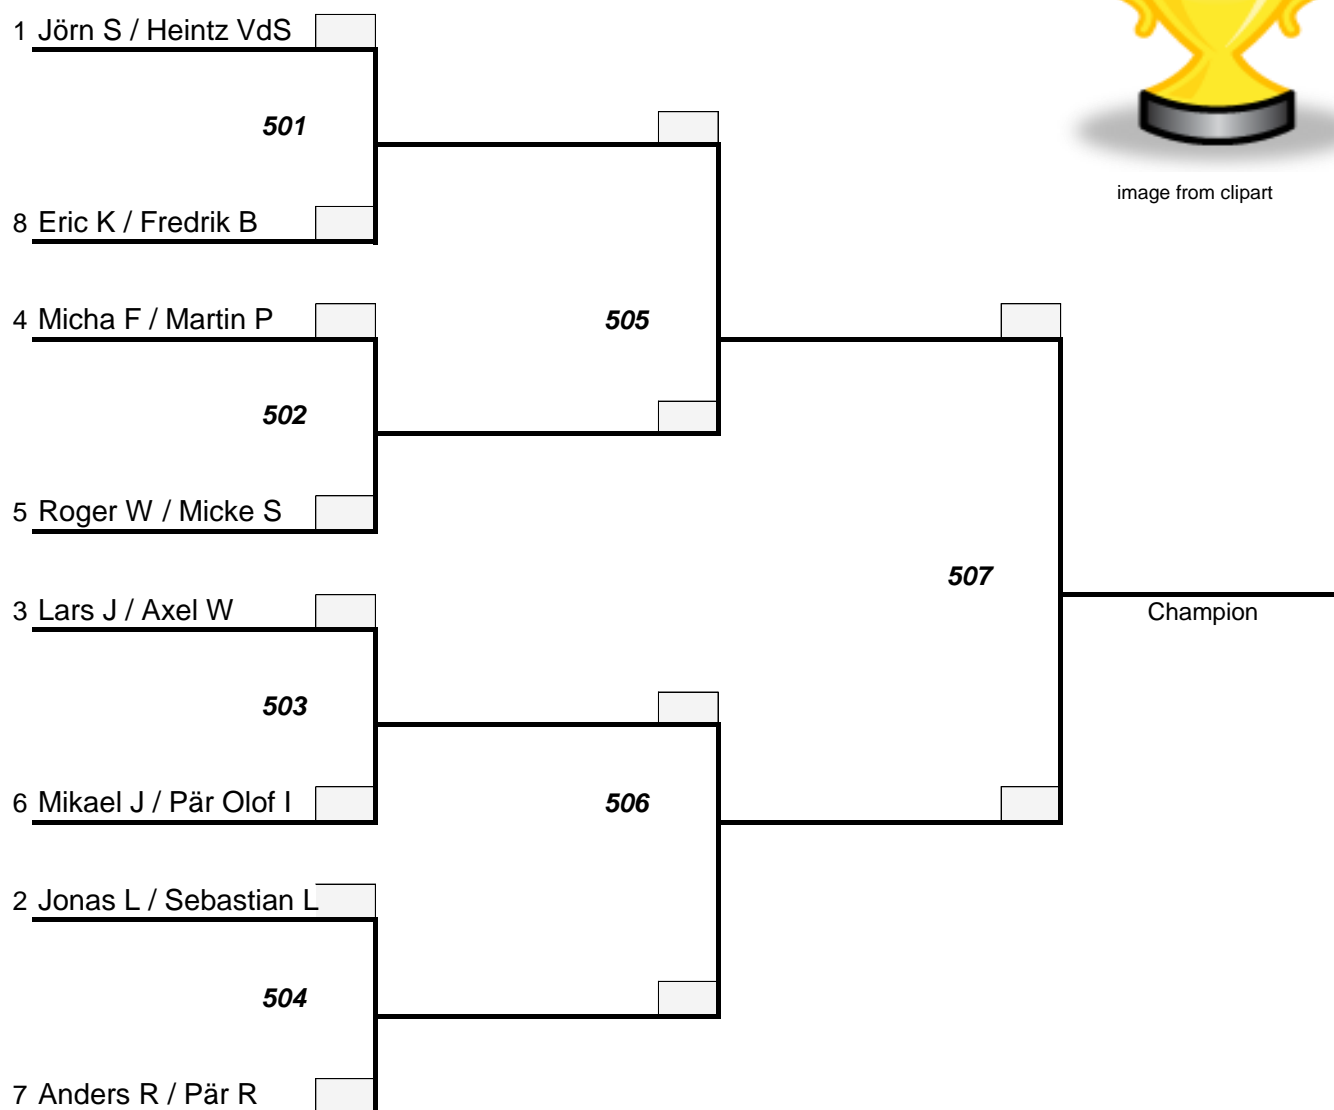 1 Jörn S / Heintz VdS
501
image from clipart
8 Eric K / Fredrik B
4 Micha F / Martin P
505
502
5 Roger W / Micke S
507
3 Lars J / Axel W
Champion
503
6 Mikael J / Pär Olof I
506
2 Jonas L / Sebastian L
504
7 Anders R / Pär R